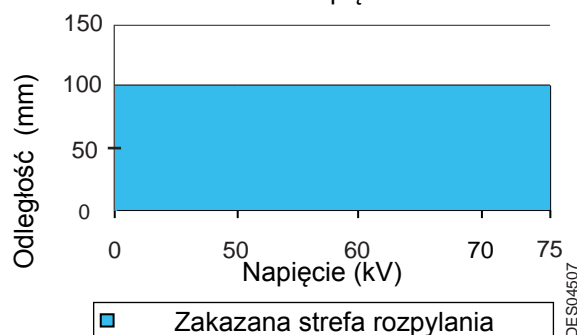 150
100
50
0
Odległość (mm)
0 50 60 70 75
Napięcie (kV)
Zakazana strefa rozpylania
DES04507